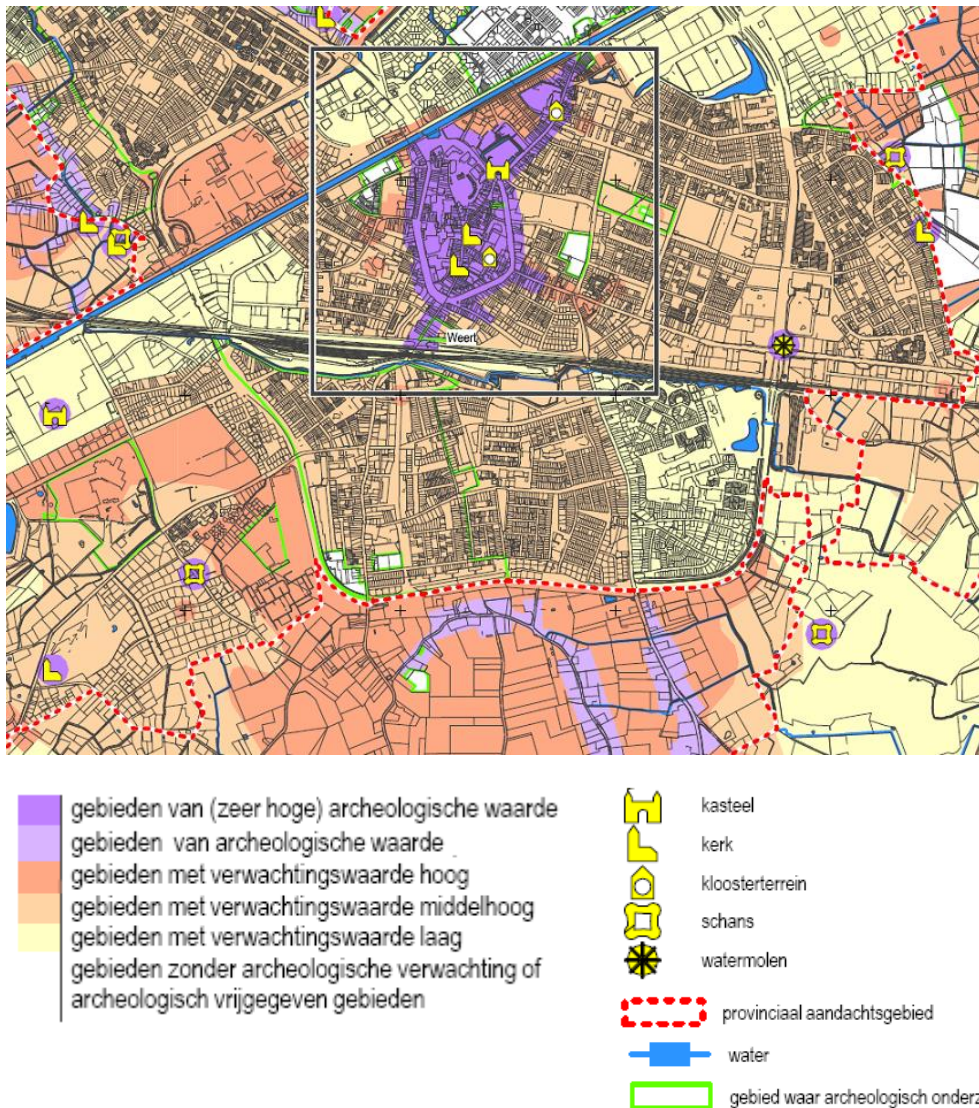 Weert
gebieden van (zeer hoge) archeologische waarde
gebieden van archeologische waarde
gebieden met verwachtingswaarde hoog
gebieden met verwachtingswaarde middelhoog
gebieden met verwachtingswaarde laag
gebieden zonder archeologische verwachting of
archeologisch vrijgegeven gebieden
kasteel
kerk
kloosterterrein
schans
watermolen
provinciaal aandachtsgebied
water
gebied waar archeologisch onderz